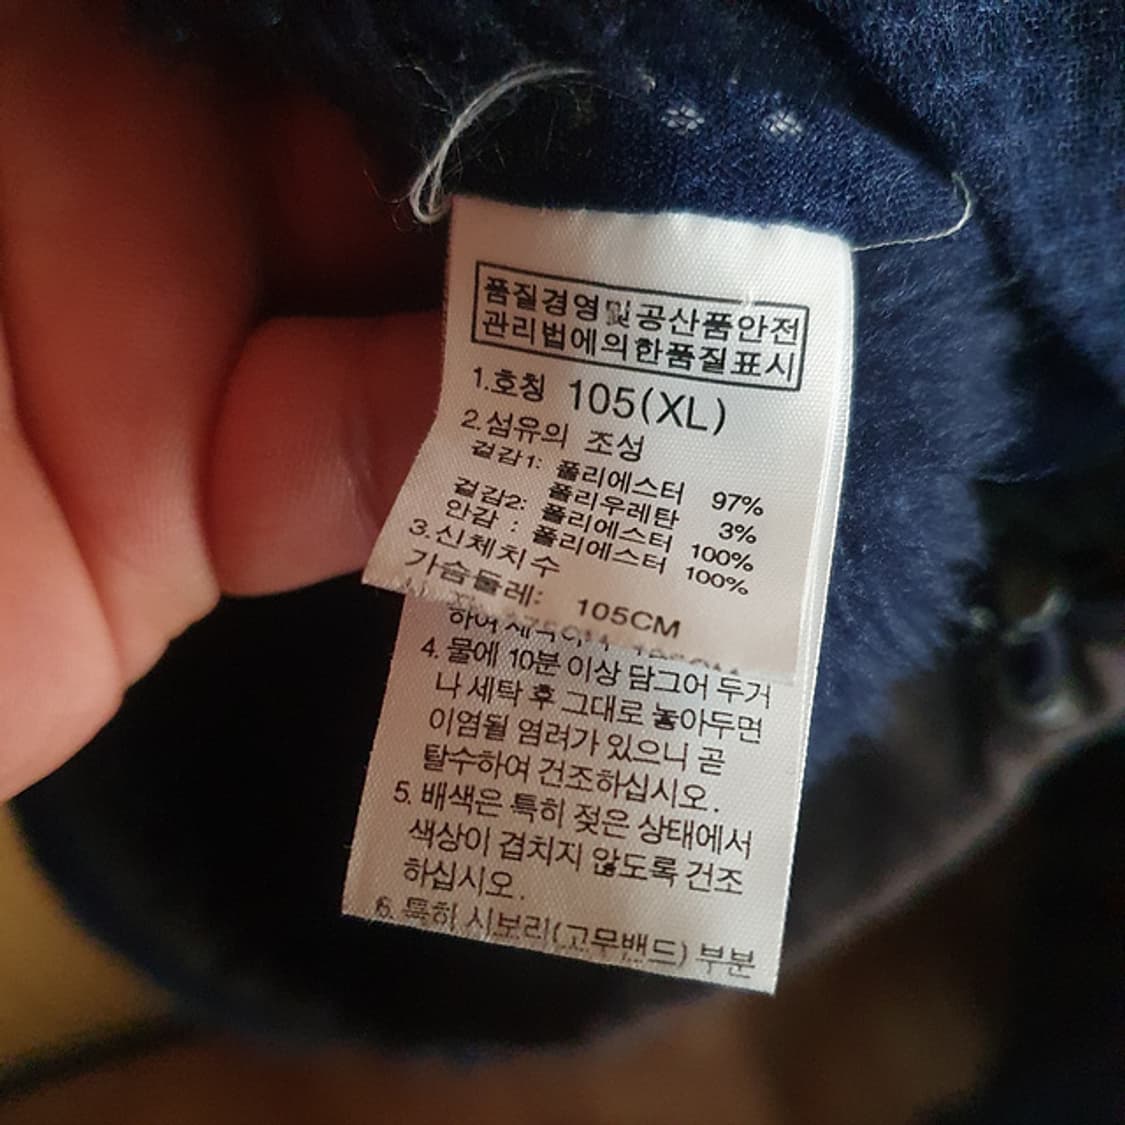 품질경영및공산품안전
관리법에의한품질표시
1.호칭 105(XL)
2.섬유의 조성
겉감1: 폴리에스터 97%
폴리우레탄 3%
겉감2: 폴리에스터 100%
안감 : 폴리에스터 100%
3.신체치수
가슴둘레: 105CM
하여
4. 물에 10분 이상 담그어 두거
나 세탁 후 그대로 놓아두면
이염될 염려가 있으니 곧
탈수하여 건조하십시오.
5. 배색은 특히 젖은 상태에서
색상이 겹치지 않도록 건조
하십시오.
6. 특히 시보리(고무밴드) 부분